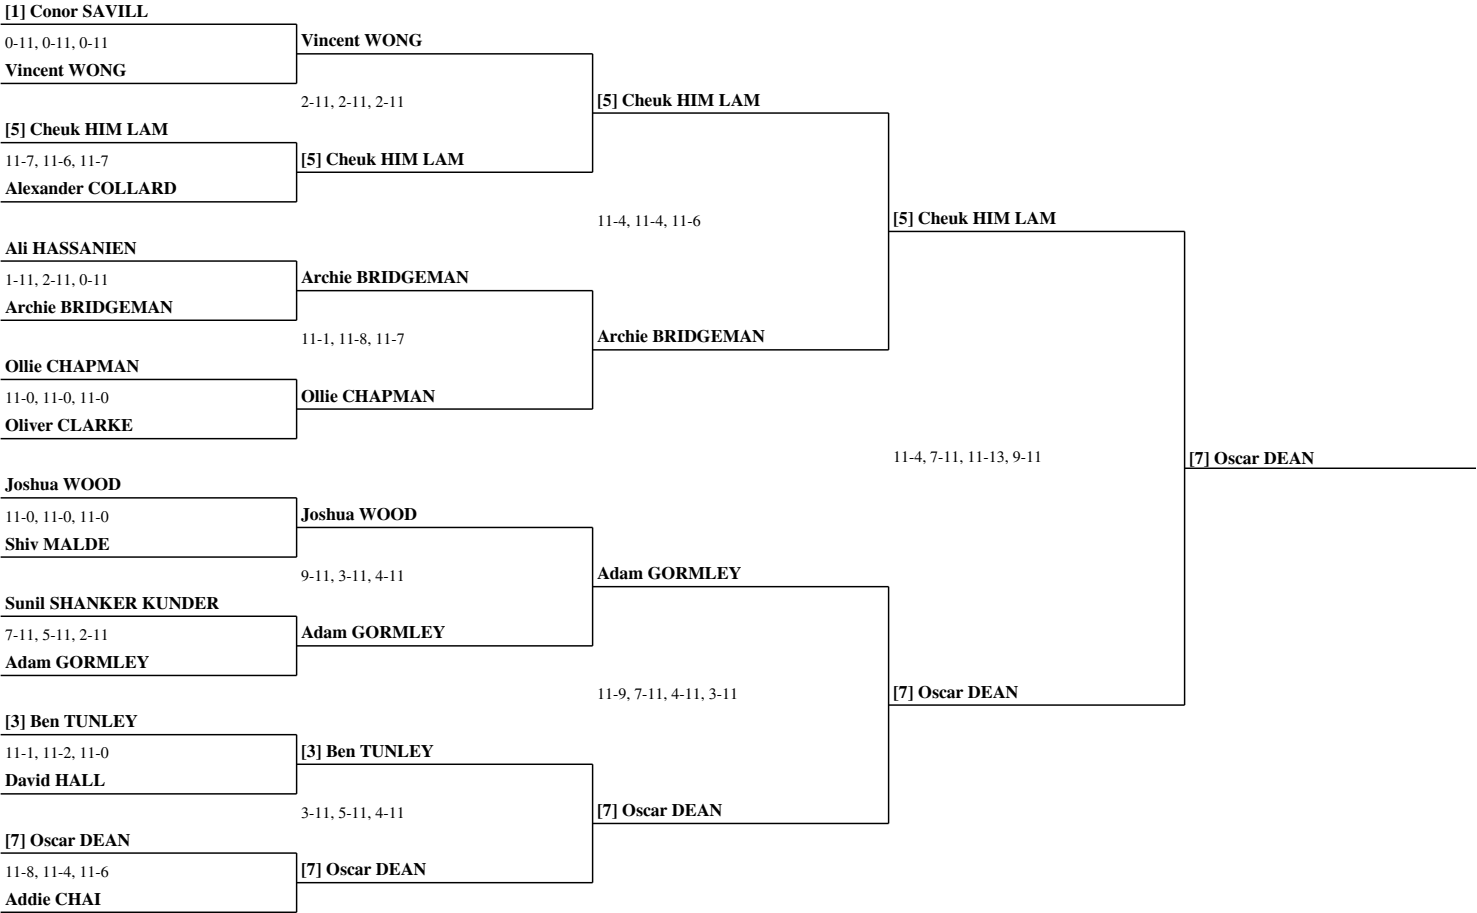 [1] Conor SAVILL
0-11, 0-11, 0-11
Vincent WONG
[5] Cheuk HIM LAM
11-7, 11-6, 11-7
Alexander COLLARD
Ali HASSANIEN
1-11, 2-11, 0-11
Archie BRIDGEMAN
Ollie CHAPMAN
11-0, 11-0, 11-0
Oliver CLARKE
Joshua WOOD
11-0, 11-0, 11-0
Shiv MALDE
Sunil SHANKER KUNDER
7-11, 5-11, 2-11
Adam GORMLEY
[3] Ben TUNLEY
11-1, 11-2, 11-0
David HALL
[7] Oscar DEAN
11-8, 11-4, 11-6
Addie CHAI
Vincent WONG
2-11, 2-11, 2-11
[5] Cheuk HIM LAM
Archie BRIDGEMAN
11-1, 11-8, 11-7
Ollie CHAPMAN
Joshua WOOD
9-11, 3-11, 4-11
Adam GORMLEY
[3] Ben TUNLEY
3-11, 5-11, 4-11
[7] Oscar DEAN
[5] Cheuk HIM LAM
11-4, 11-4, 11-6
Archie BRIDGEMAN
Adam GORMLEY
11-9, 7-11, 4-11, 3-11
[7] Oscar DEAN
[5] Cheuk HIM LAM
11-4, 7-11, 11-13, 9-11
[7] Oscar DEAN
[7] Oscar DEAN